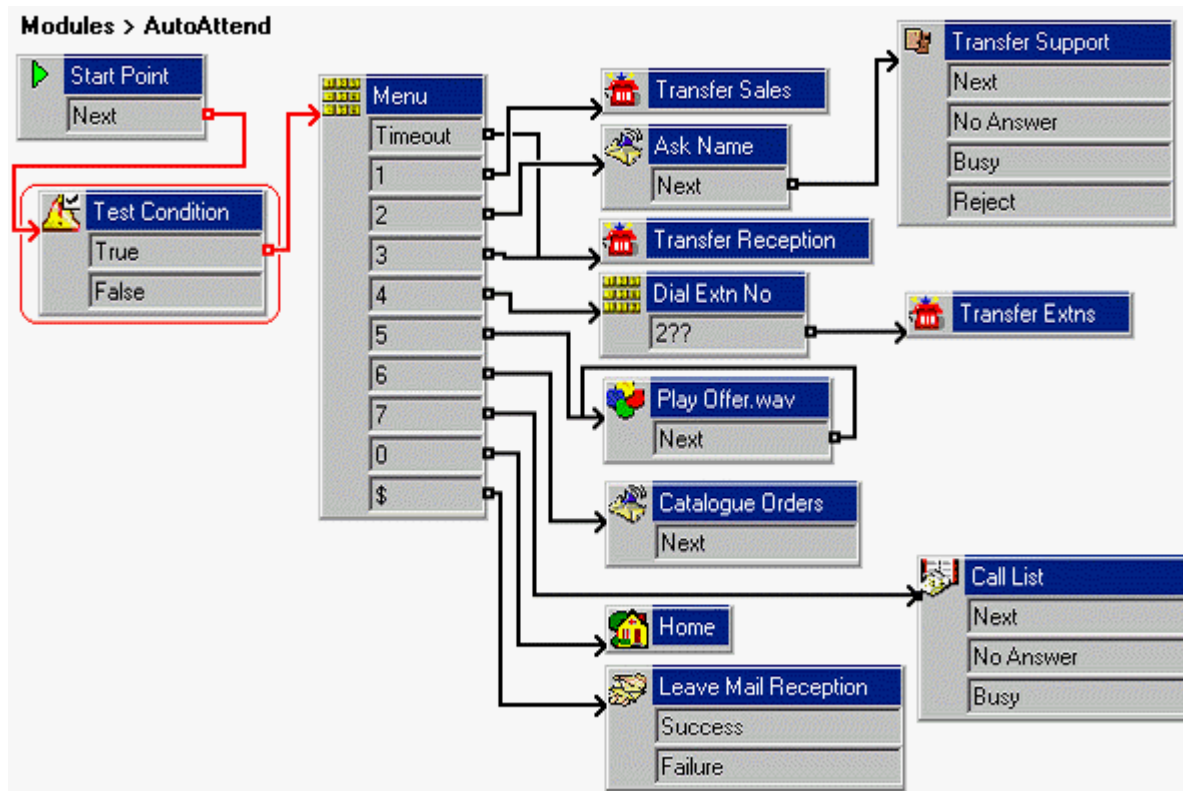 Modules > AutoAttend
Start Point
Next
Test Condition
True
False
Menu
Timeout
1
2
3
4
5
6
7
0
$
Transfer Sales
Ask Name
Next
Transfer Reception
Dial Extn No
2??
Play Offer.wav
Next
Catalogue Orders
Next
Home
Leave Mail Reception
Success
Failure
Transfer Support
Next
No Answer
Busy
Reject
Transfer Extns
Call List
Next
No Answer
Busy